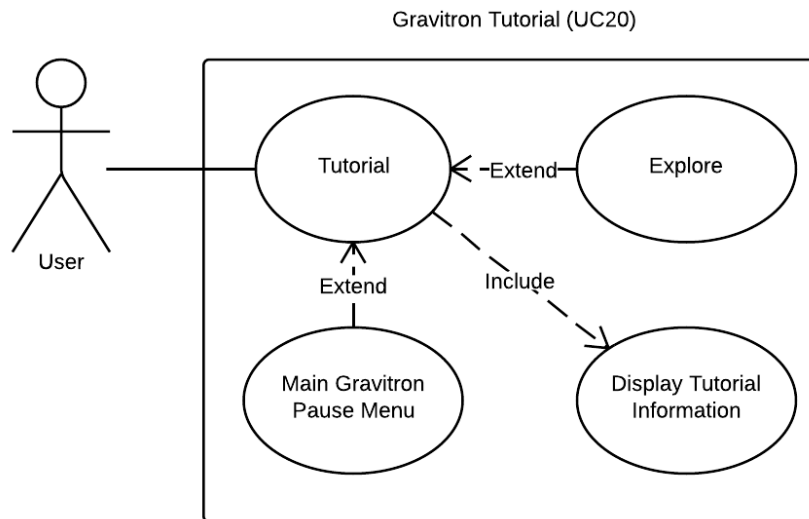 Gravitron Tutorial (UC20)
Tutorial
Extend
Explore
User
Extend
Include
Main Gravitron
Pause Menu
Display Tutorial
Information